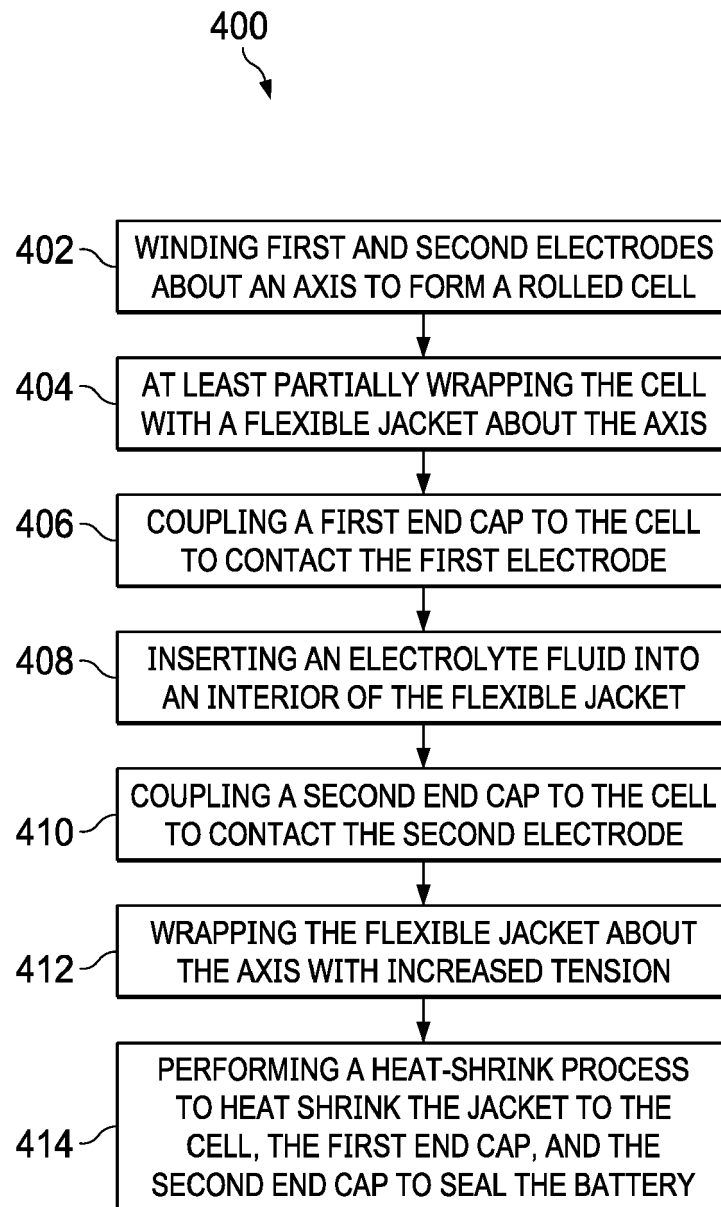 400
402
WINDING FIRST AND SECOND ELECTRODES
ABOUT AN AXIS TO FORM A ROLLED CELL
404
AT LEAST PARTIALLY WRAPPING THE CELL
WITH A FLEXIBLE JACKET ABOUT THE AXIS
406
COUPLING A FIRST END CAP TO THE CELL
TO CONTACT THE FIRST ELECTRODE
408
INSERTING AN ELECTROLYTE FLUID INTO
AN INTERIOR OF THE FLEXIBLE JACKET
410
COUPLING A SECOND END CAP TO THE CELL
TO CONTACT THE SECOND ELECTRODE
412
WRAPPING THE FLEXIBLE JACKET ABOUT
THE AXIS WITH INCREASED TENSION
414
PERFORMING A HEAT-SHRINK PROCESS
TO HEAT SHRINK THE JACKET TO THE
CELL, THE FIRST END CAP, AND THE
SECOND END CAP TO SEAL THE BATTERY